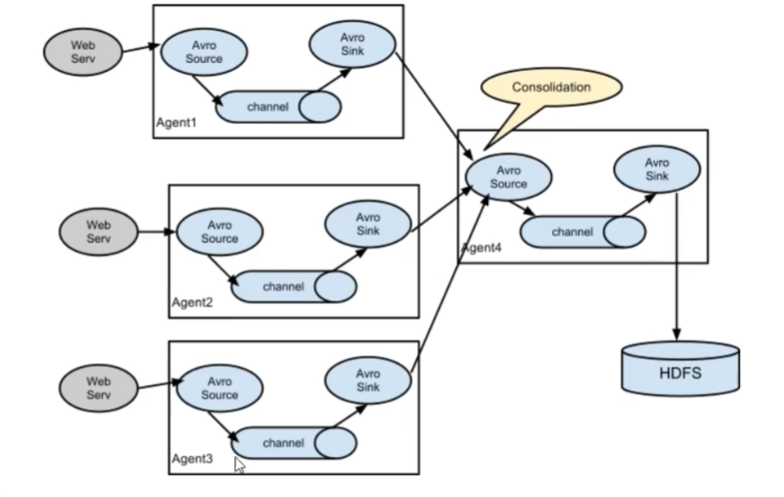 Web
Serv
Avro
Source
Avro
Sink
channel
Agent1
Consolidation
Web
Serv
Avro
Source
Avro
Sink
channel
Agent2
Avro
Source
Avro
Sink
channel
Agent4
Web
Serv
Avro
Source
Avro
Sink
channel
Agent3
HDFS